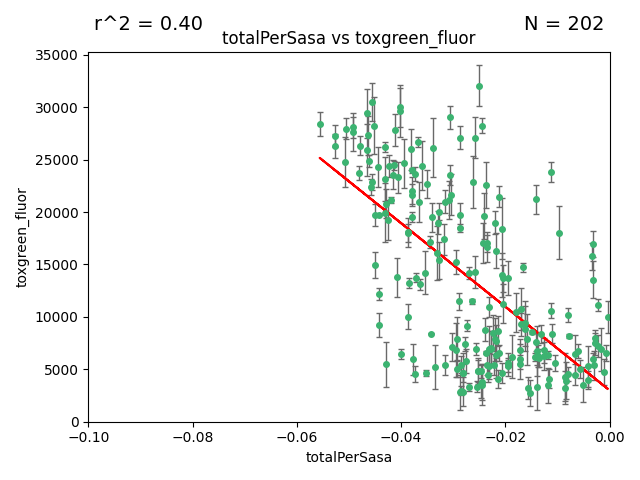 r^2 = 0.40 N = 202
totalPerSasa vs toxgreen_fluor
35000
30000
25000
20000
15000
10000
5000
0
toxgreen_fluor
−0.10 −0.08 −0.06 −0.04 −0.02 0.00
totalPerSasa